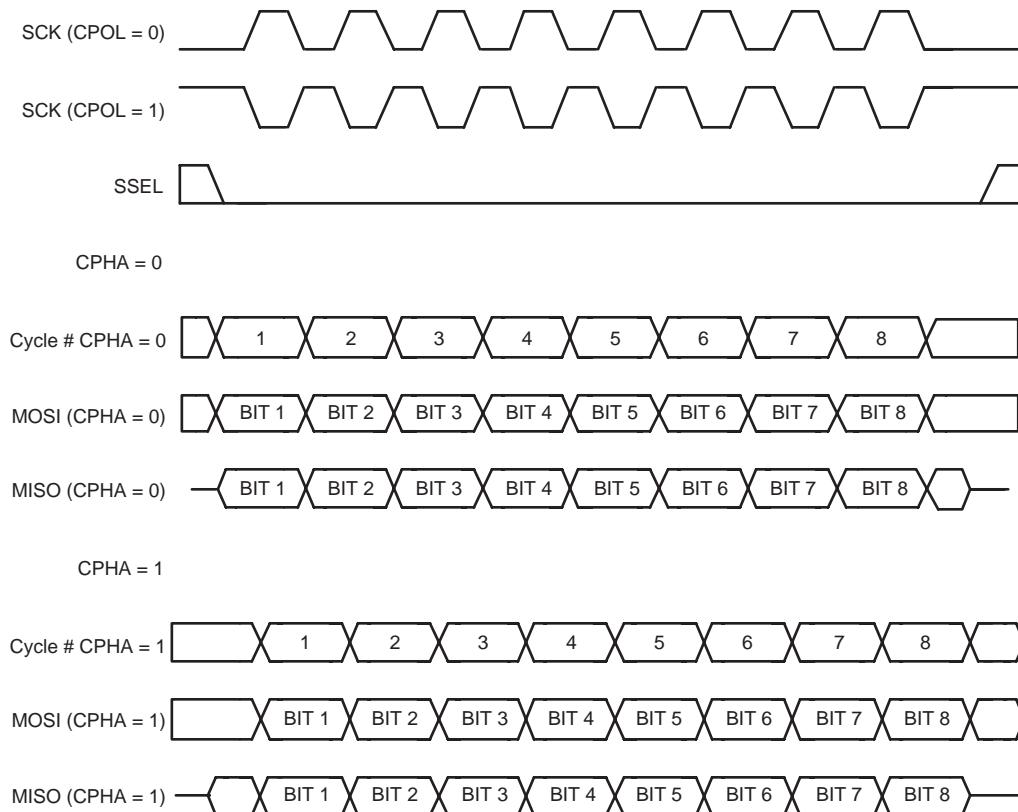 SCK (CPOL = 0)
SCK (CPOL = 1)
SSEL
CPHA = 0
Cycle # CPHA = 0 1 2 3 4 5 6 7 8
MOSI (CPHA = 0) BIT 1 BIT 2 BIT 3 BIT 4 BIT 5 BIT 6 BIT 7 BIT 8
MISO (CPHA = 0) BIT 1 BIT 2 BIT 3 BIT 4 BIT 5 BIT 6 BIT 7 BIT 8
CPHA = 1
Cycle # CPHA = 1 1 2 3 4 5 6 7 8
MOSI (CPHA = 1) BIT 1 BIT 2 BIT 3 BIT 4 BIT 5 BIT 6 BIT 7 BIT 8
MISO (CPHA = 1) BIT 1 BIT 2 BIT 3 BIT 4 BIT 5 BIT 6 BIT 7 BIT 8